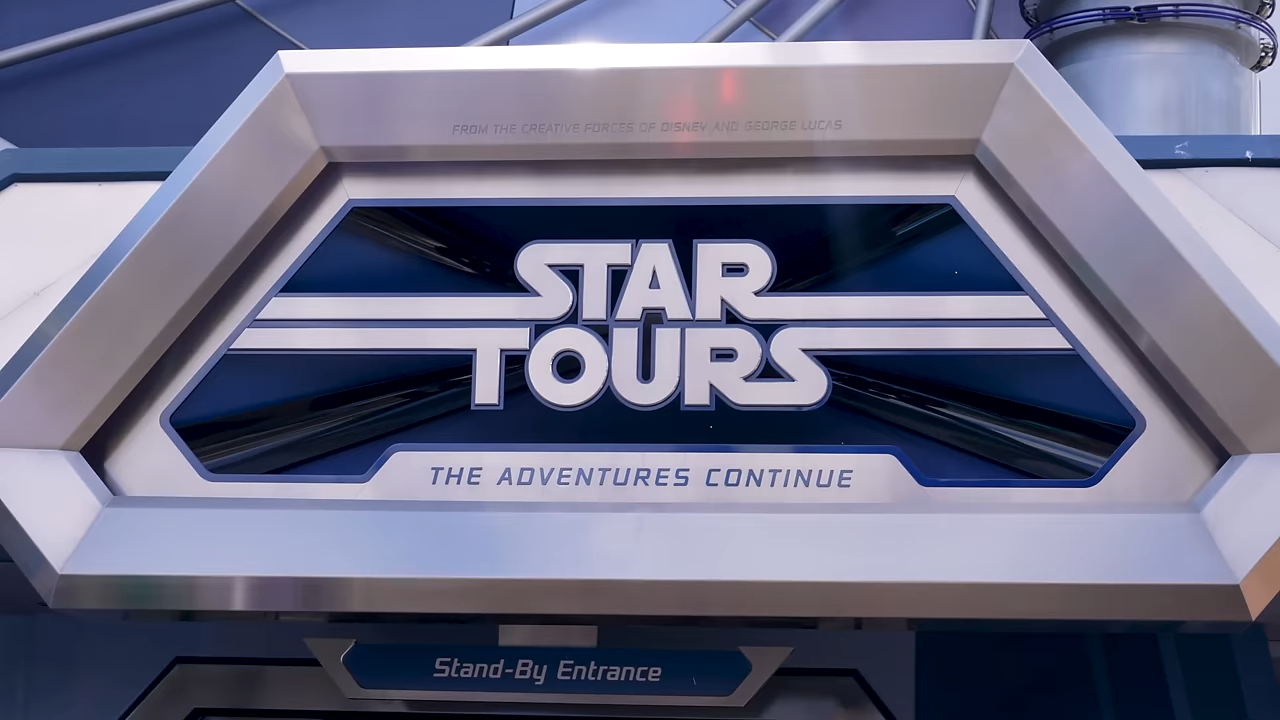 FROM THE CREATIVE FORCES OF DISNEY AND GEORGE LUCAS
STAR
TOURS
THE ADVENTURES CONTINUE
Stand-By Entrance